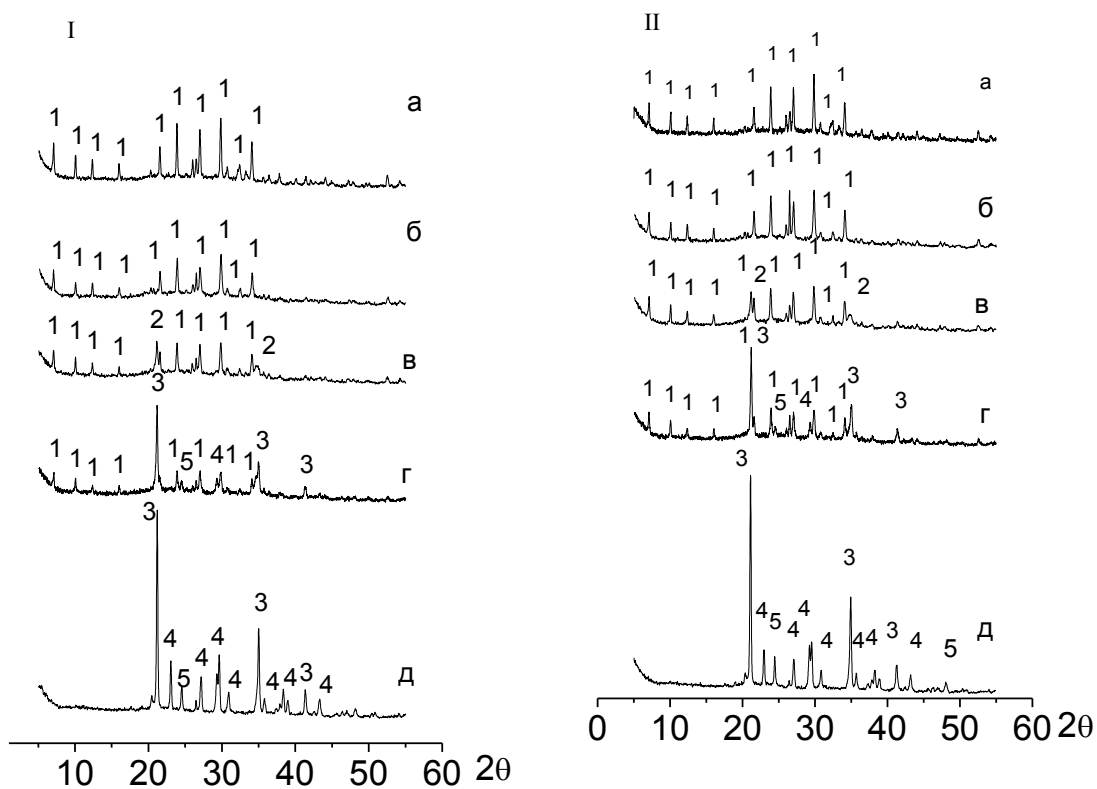 I
1 1 1 1 1 1 1 1 1 1 а
1 1 1 1 1 1 1 1 1 1 б
1 1 1 1 2 1 1 1 1 2 в
1 1 1 1 3 1 5 1 4 1 1 3 3 г
3 4 5 4 4 4 3 4 4 3 4 д
10 20 30 40 50 60 2θ
II
1 1 1 1 1 1 1 1 1 1 а
1 1 1 1 1 1 1 1 1 1 б
1 1 1 1 1 2 1 1 1 1 1 2 в
1 1 1 1 1 3 1 5 1 4 1 1 1 3 3 г
3 4 5 4 4 4 3 4 4 3 4 5 д
0 10 20 30 40 50 60 2θ